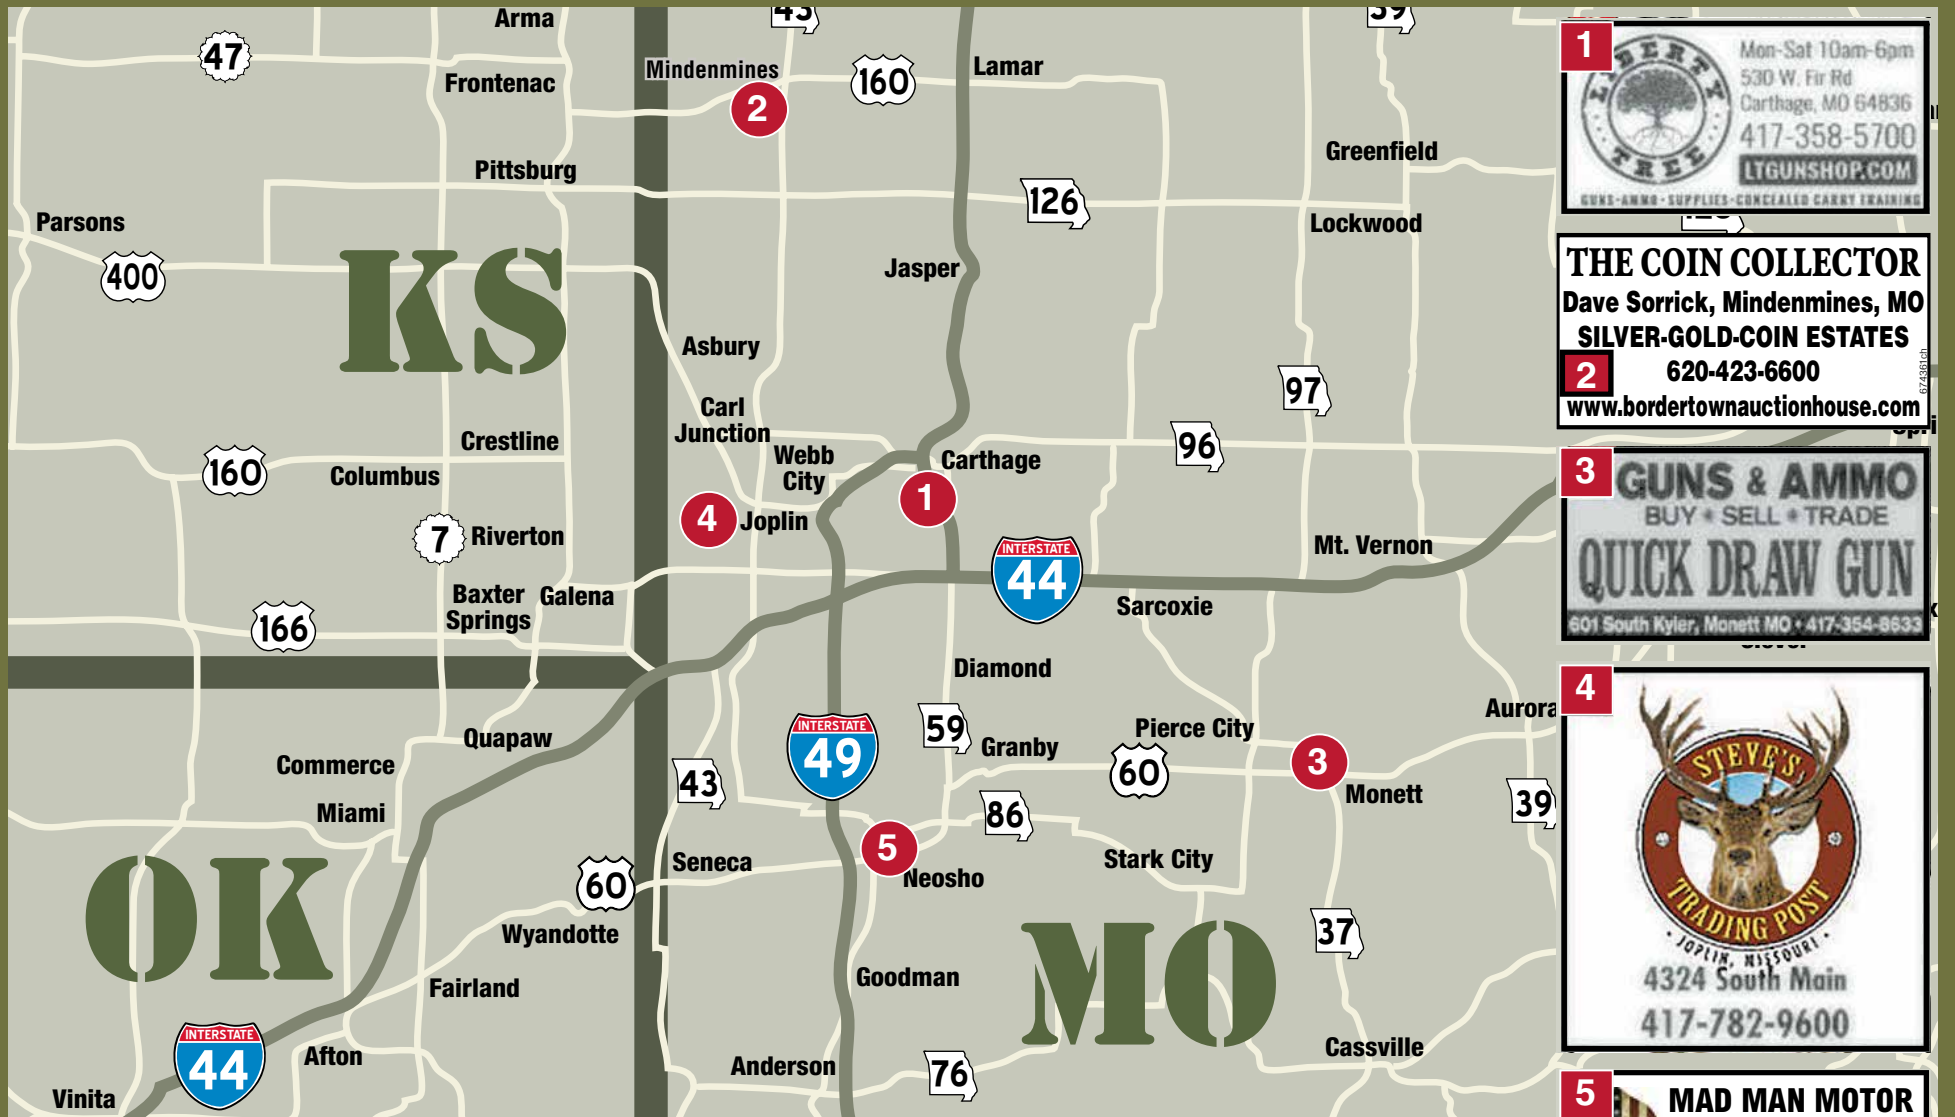 43
39
Arma
47
Frontenac
Mindenmines
2
160
Lamar
Greenfield
Pittsburg
126
Parsons
Lockwood
400
KS
Jasper
Asbury
97
Carl
Junction
Crestline
Webb
City
Carthage
96
160
Columbus
1
4
Joplin
7
Riverton
INTERSTATE
44
Mt. Vernon
Baxter
Springs
Galena
Sarcoxie
166
Diamond
INTERSTATE
49
59
Granby
Pierce City
60
3
Monett
Aurora
39
Quapaw
Commerce
43
Miami
86
5
Neosho
Stark City
Seneca
60
OK
MO
37
Wyandotte
Goodman
Fairland
INTERSTATE
44
Afton
Anderson
76
Cassville
Vinita
1
LIBERTY
TREE
Mon-Sat 10am-6pm
530 W. Fir Rd
Carthage, MO 64836
417-358-5700
LTGUNSHOP.COM
GUNS-AMMO-SUPPLIES-CONCEALED CARRY TRAINING
THE COIN COLLECTOR
Dave Sorrick, Mindenmines, MO
SILVER-GOLD-COIN ESTATES
2
620-423-6600
www.bordertownauctionhouse.com
674361ch
3
GUNS & AMMO
BUY • SELL • TRADE
QUICK DRAW GUN
601 South Kyler, Monett MO • 417-354-8633
4
STEVE'S
TRADING POST
• JOPLIN, MISSOURI •
4324 South Main
417-782-9600
5
MAD MAN MOTOR